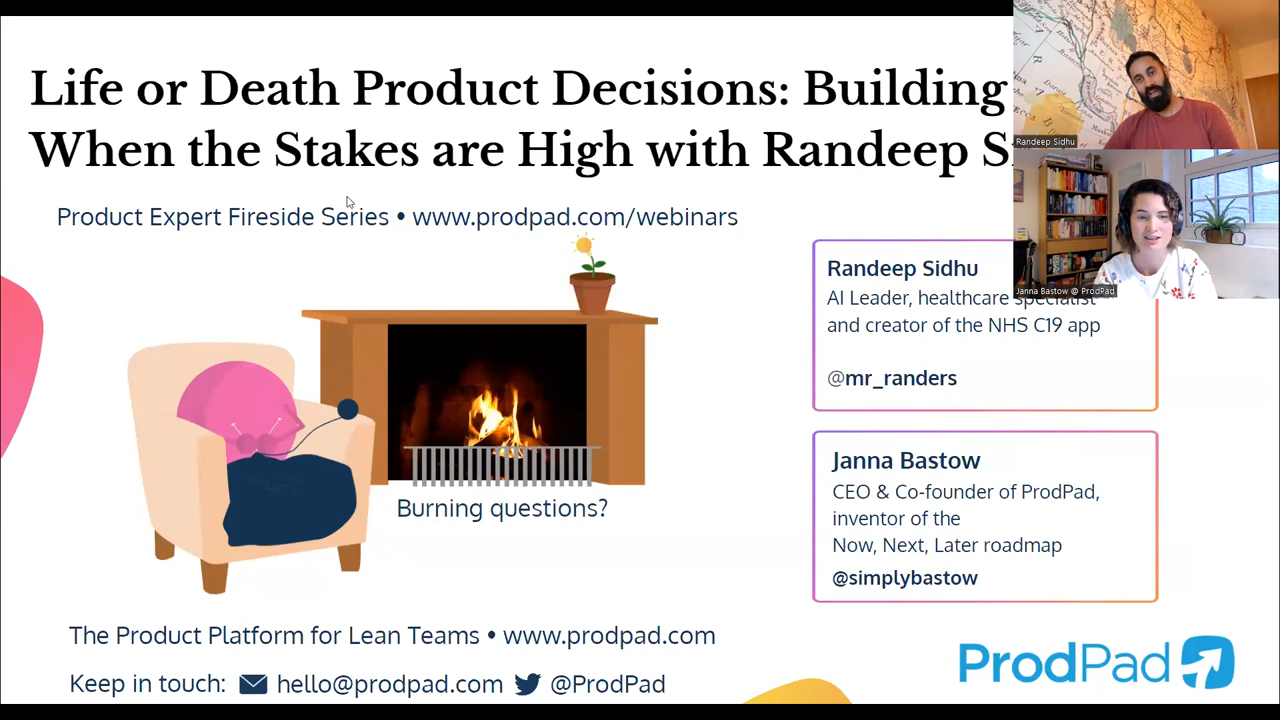 Life or Death Product Decisions: Building
When the Stakes are High with Randeep S
Product Expert Fireside Series • www.prodpad.com/webinars
Randeep Sidhu
Janna Bastow @ ProdPad
Randeep Sidhu
AI Leader, healthcare specialist
and creator of the NHS C19 app
@mr_randers
Burning questions?
Janna Bastow
CEO & Co-founder of ProdPad,
inventor of the
Now, Next, Later roadmap
@simplybastow
The Product Platform for Lean Teams • www.prodpad.com
Keep in touch: hello@prodpad.com @ProdPad
ProdPad